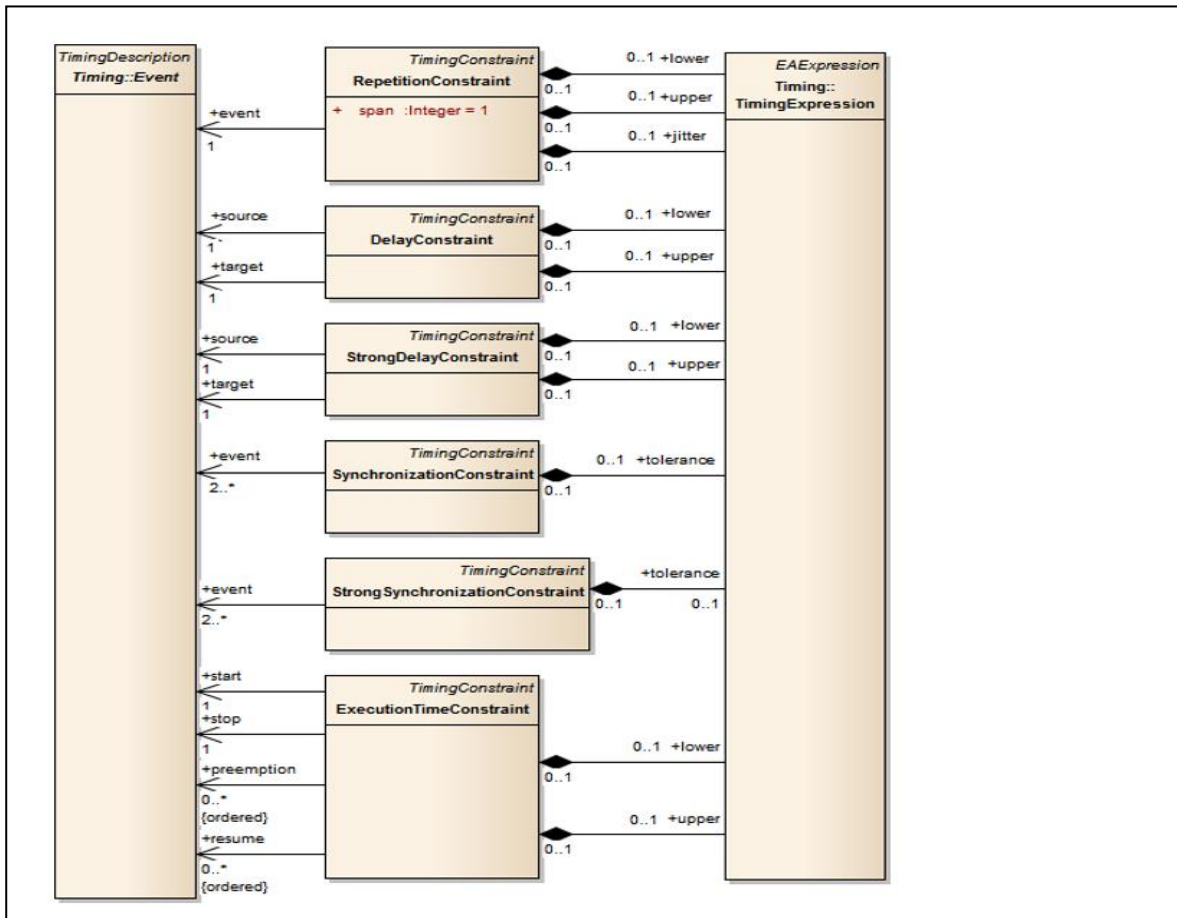 TimingDescription
Timing::Event
TimingConstraint
RepetitionConstraint
+ span :Integer = 1
+event
1
0..1 +lower
0..1
0..1 +upper
0..1
0..1 +jitter
0..1
EAExpression
Timing::
TimingExpression
TimingConstraint
DelayConstraint
+source
1
+target
1
0..1 +lower
0..1
0..1 +upper
0..1
TimingConstraint
StrongDelayConstraint
+source
1
+target
1
0..1 +lower
0..1
0..1 +upper
0..1
TimingConstraint
SynchronizationConstraint
+event
2..*
0..1 +tolerance
0..1
TimingConstraint
StrongSynchronizationConstraint
+event
2..*
+tolerance
0..1 0..1
TimingConstraint
ExecutionTimeConstraint
+start
1
+stop
1
+preemption
0..*
{ordered}
+resume
0..*
{ordered}
0..1 +lower
0..1
0..1 +upper
0..1